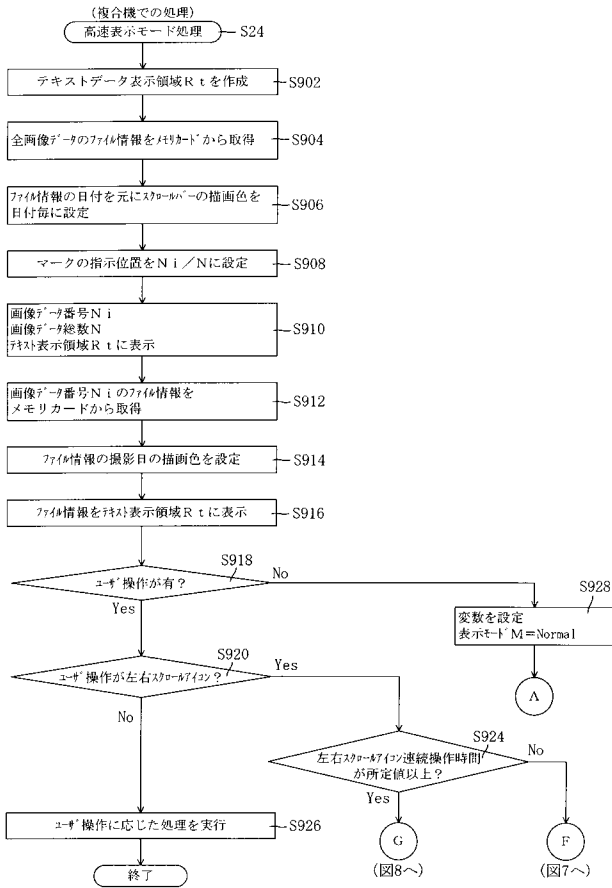 (複合機での処理)
高速表示モード処理
S24
テキストデータ表示領域Rtを作成
S902
全画像データのファイル情報をメモリカードから取得
S904
ファイル情報の日付を元にスクロールバーの描画色を
日付毎に設定
S906
マークの指示位置をNi/Nに設定
S908
画像データ番号Ni
画像データ総数N
テキスト表示領域Rtに表示
S910
画像データ番号Niのファイル情報を
メモリカードから取得
S912
ファイル情報の撮影日の描画色を設定
S914
ファイル情報をテキスト表示領域Rtに表示
S916
ユーザ操作が有?
S918
No
Yes
変数を設定
表示モードM=Normal
S928
A
ユーザ操作が左右スクロールアイコン?
S920
Yes
No
左右スクロールアイコン連続操作時間
が所定値以上?
S924
No
Yes
ユーザ操作に応じた処理を実行
S926
G
F
(図8へ)
(図7へ)
終了